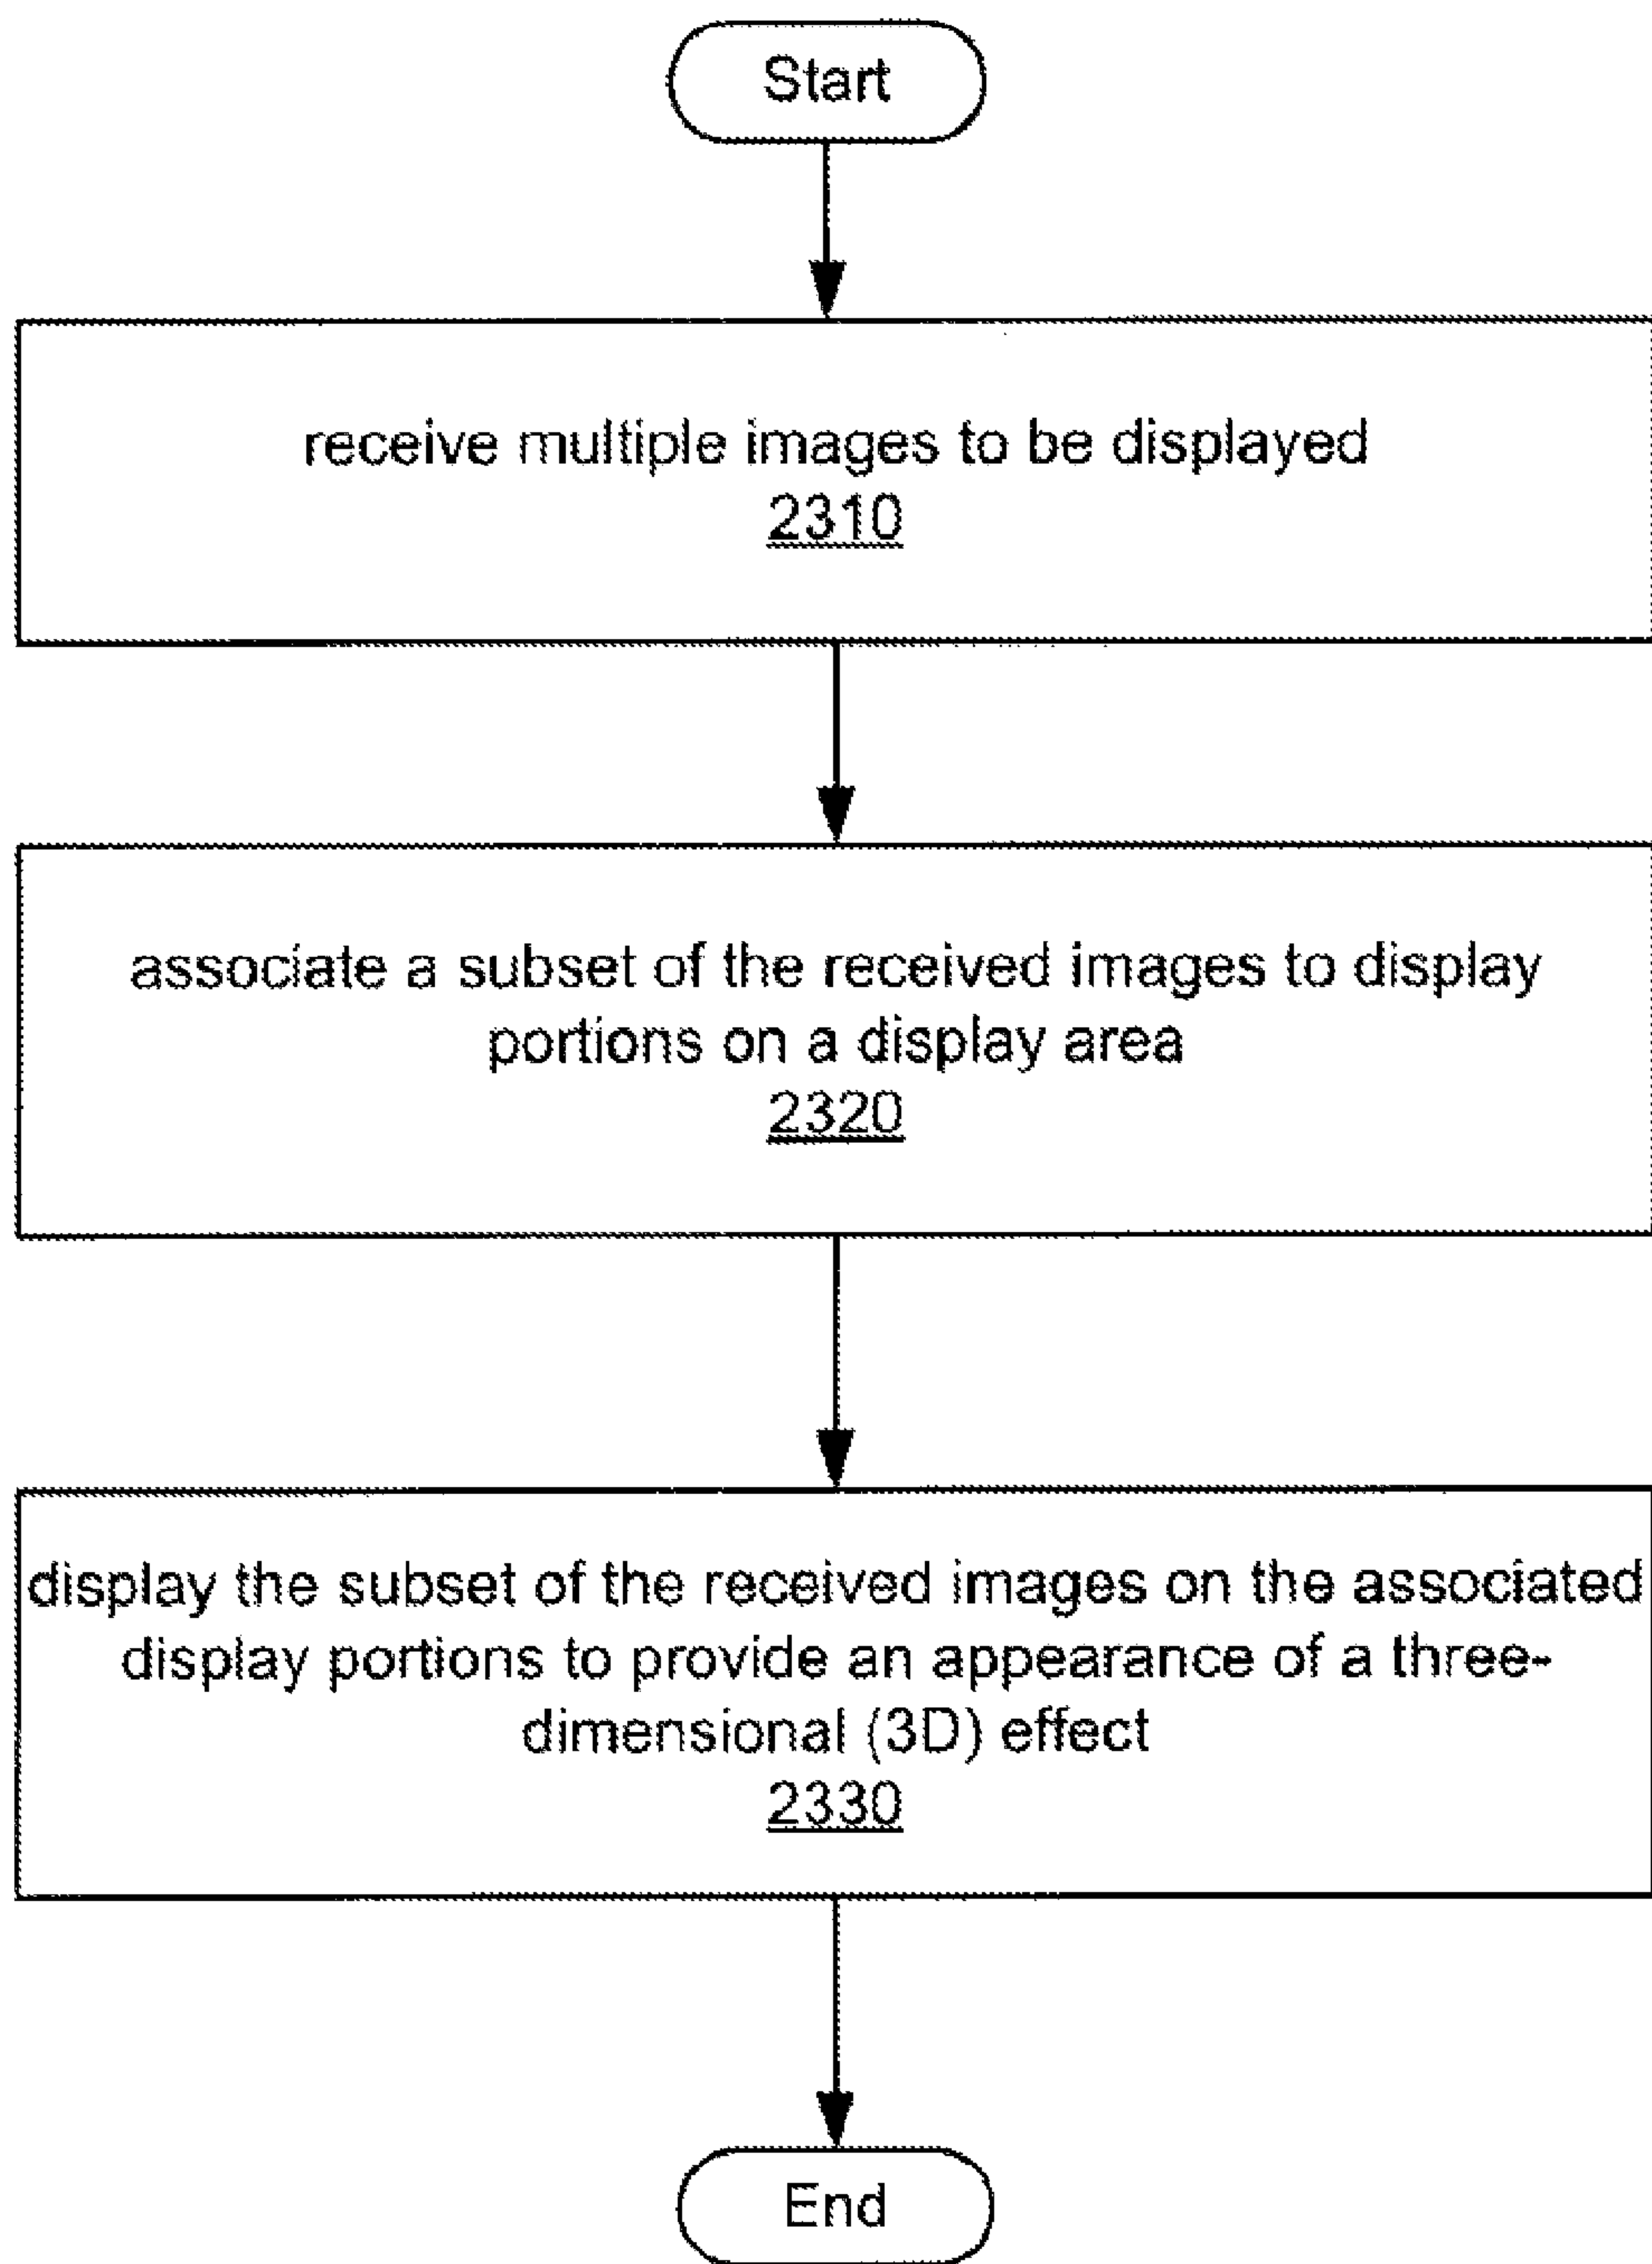 Start
receive multiple images to be displayed
2310
associate a subset of the received images to display
portions on a display area
2320
display the subset of the received images on the associated
display portions to provide an appearance of a three-
dimensional (3D) effect
2330
End